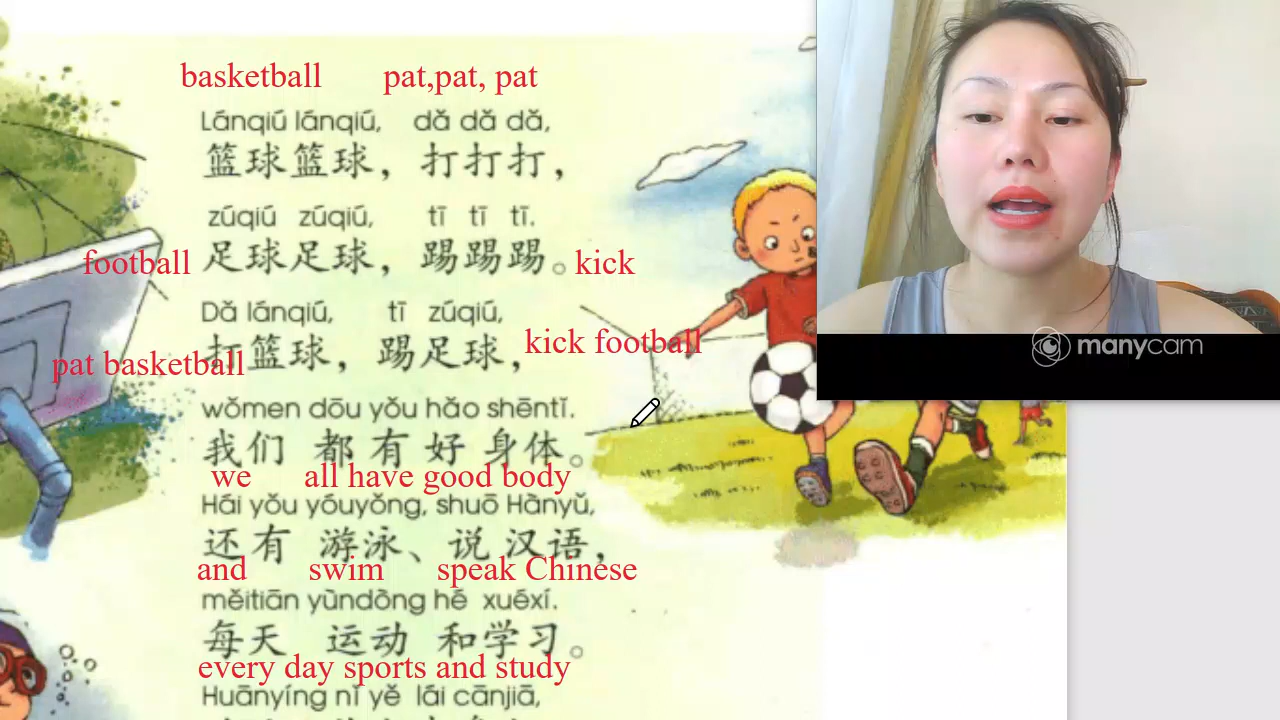 basketball pat,pat, pat
Lánqiú lánqiú, dǎ dǎ dǎ,
篮球篮球，打打打，
zúqiú zúqiú, tī tī tī.
football 足球足球，踢踢踢。kick
Dǎ lánqiú, tī zúqiú,
pat basketball 打篮球，踢足球，kick football
wǒmen dōu yǒu hǎo shēntǐ.
我们 都 有 好 身体。
we all have good body
Hái yǒu yóuyǒng, shuō Hànyǔ,
还有 游泳、说 汉语，
and swim speak Chinese
měitiān yùndòng hé xuéxí.
每天 运动 和学习。
every day sports and study
Huānyíng nǐ yě lái cānjiā,
manycam